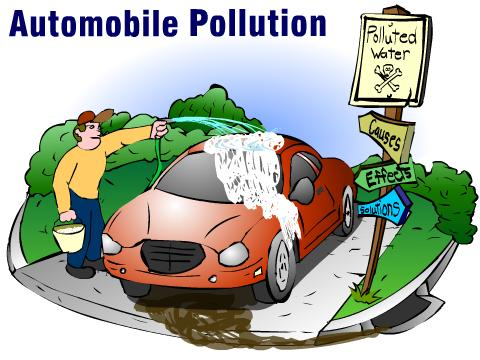 Automobile Pollution
Polluted
Water
Causes
Effects
Solutions